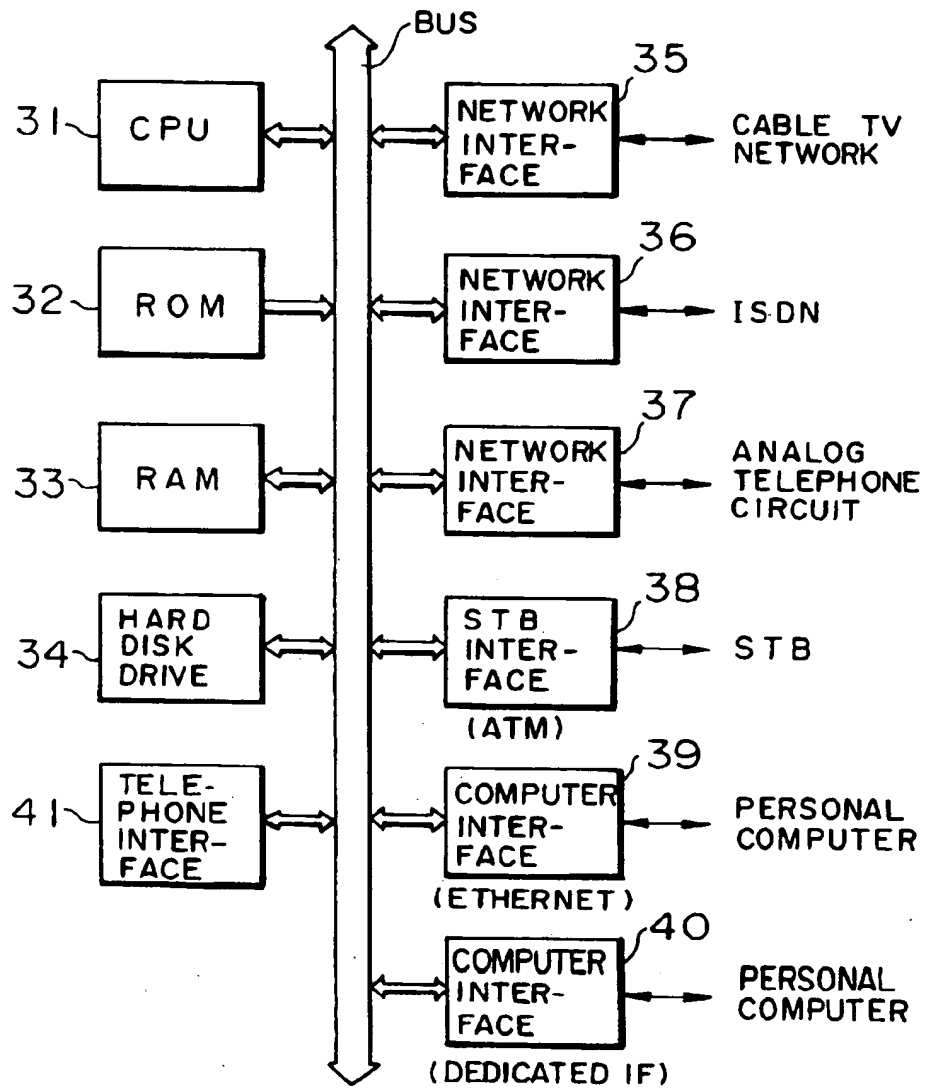 BUS
31
CPU
35
NETWORK
INTER-
FACE
CABLE TV
NETWORK
32
ROM
36
NETWORK
INTER-
FACE
ISDN
33
RAM
37
NETWORK
INTER-
FACE
ANALOG
TELEPHONE
CIRCUIT
34
HARD
DISK
DRIVE
38
STB
INTER-
FACE
(ATM)
STB
41
TELE-
PHONE
INTER-
FACE
39
COMPUTER
INTER-
FACE
(ETHERNET)
PERSONAL
COMPUTER
40
COMPUTER
INTER-
FACE
(DEDICATED IF)
PERSONAL
COMPUTER